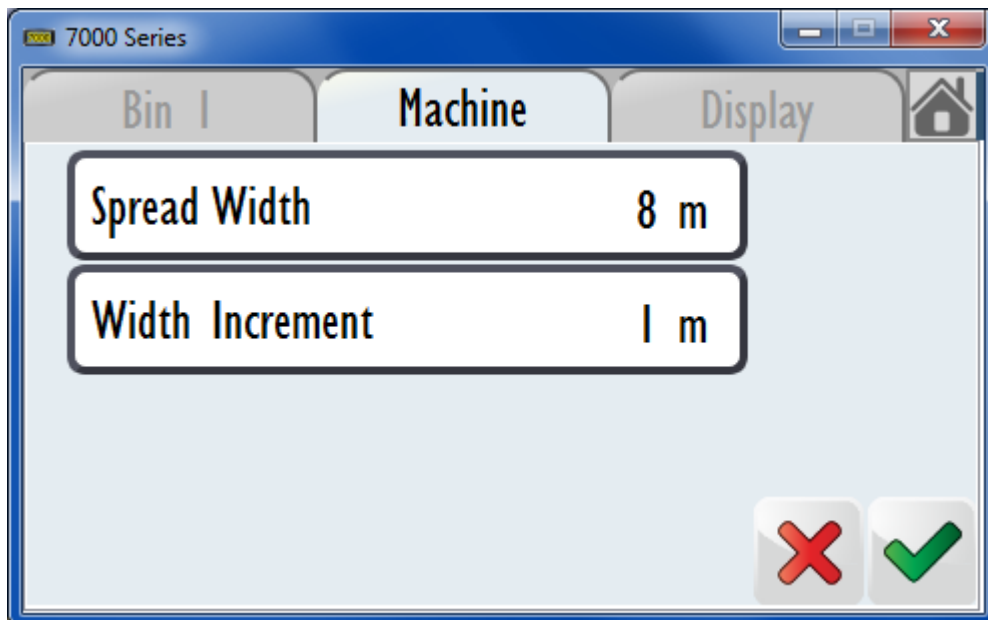 7000 Series
Bin 1 Machine Display
Spread Width 8 m
Width Increment 1 m